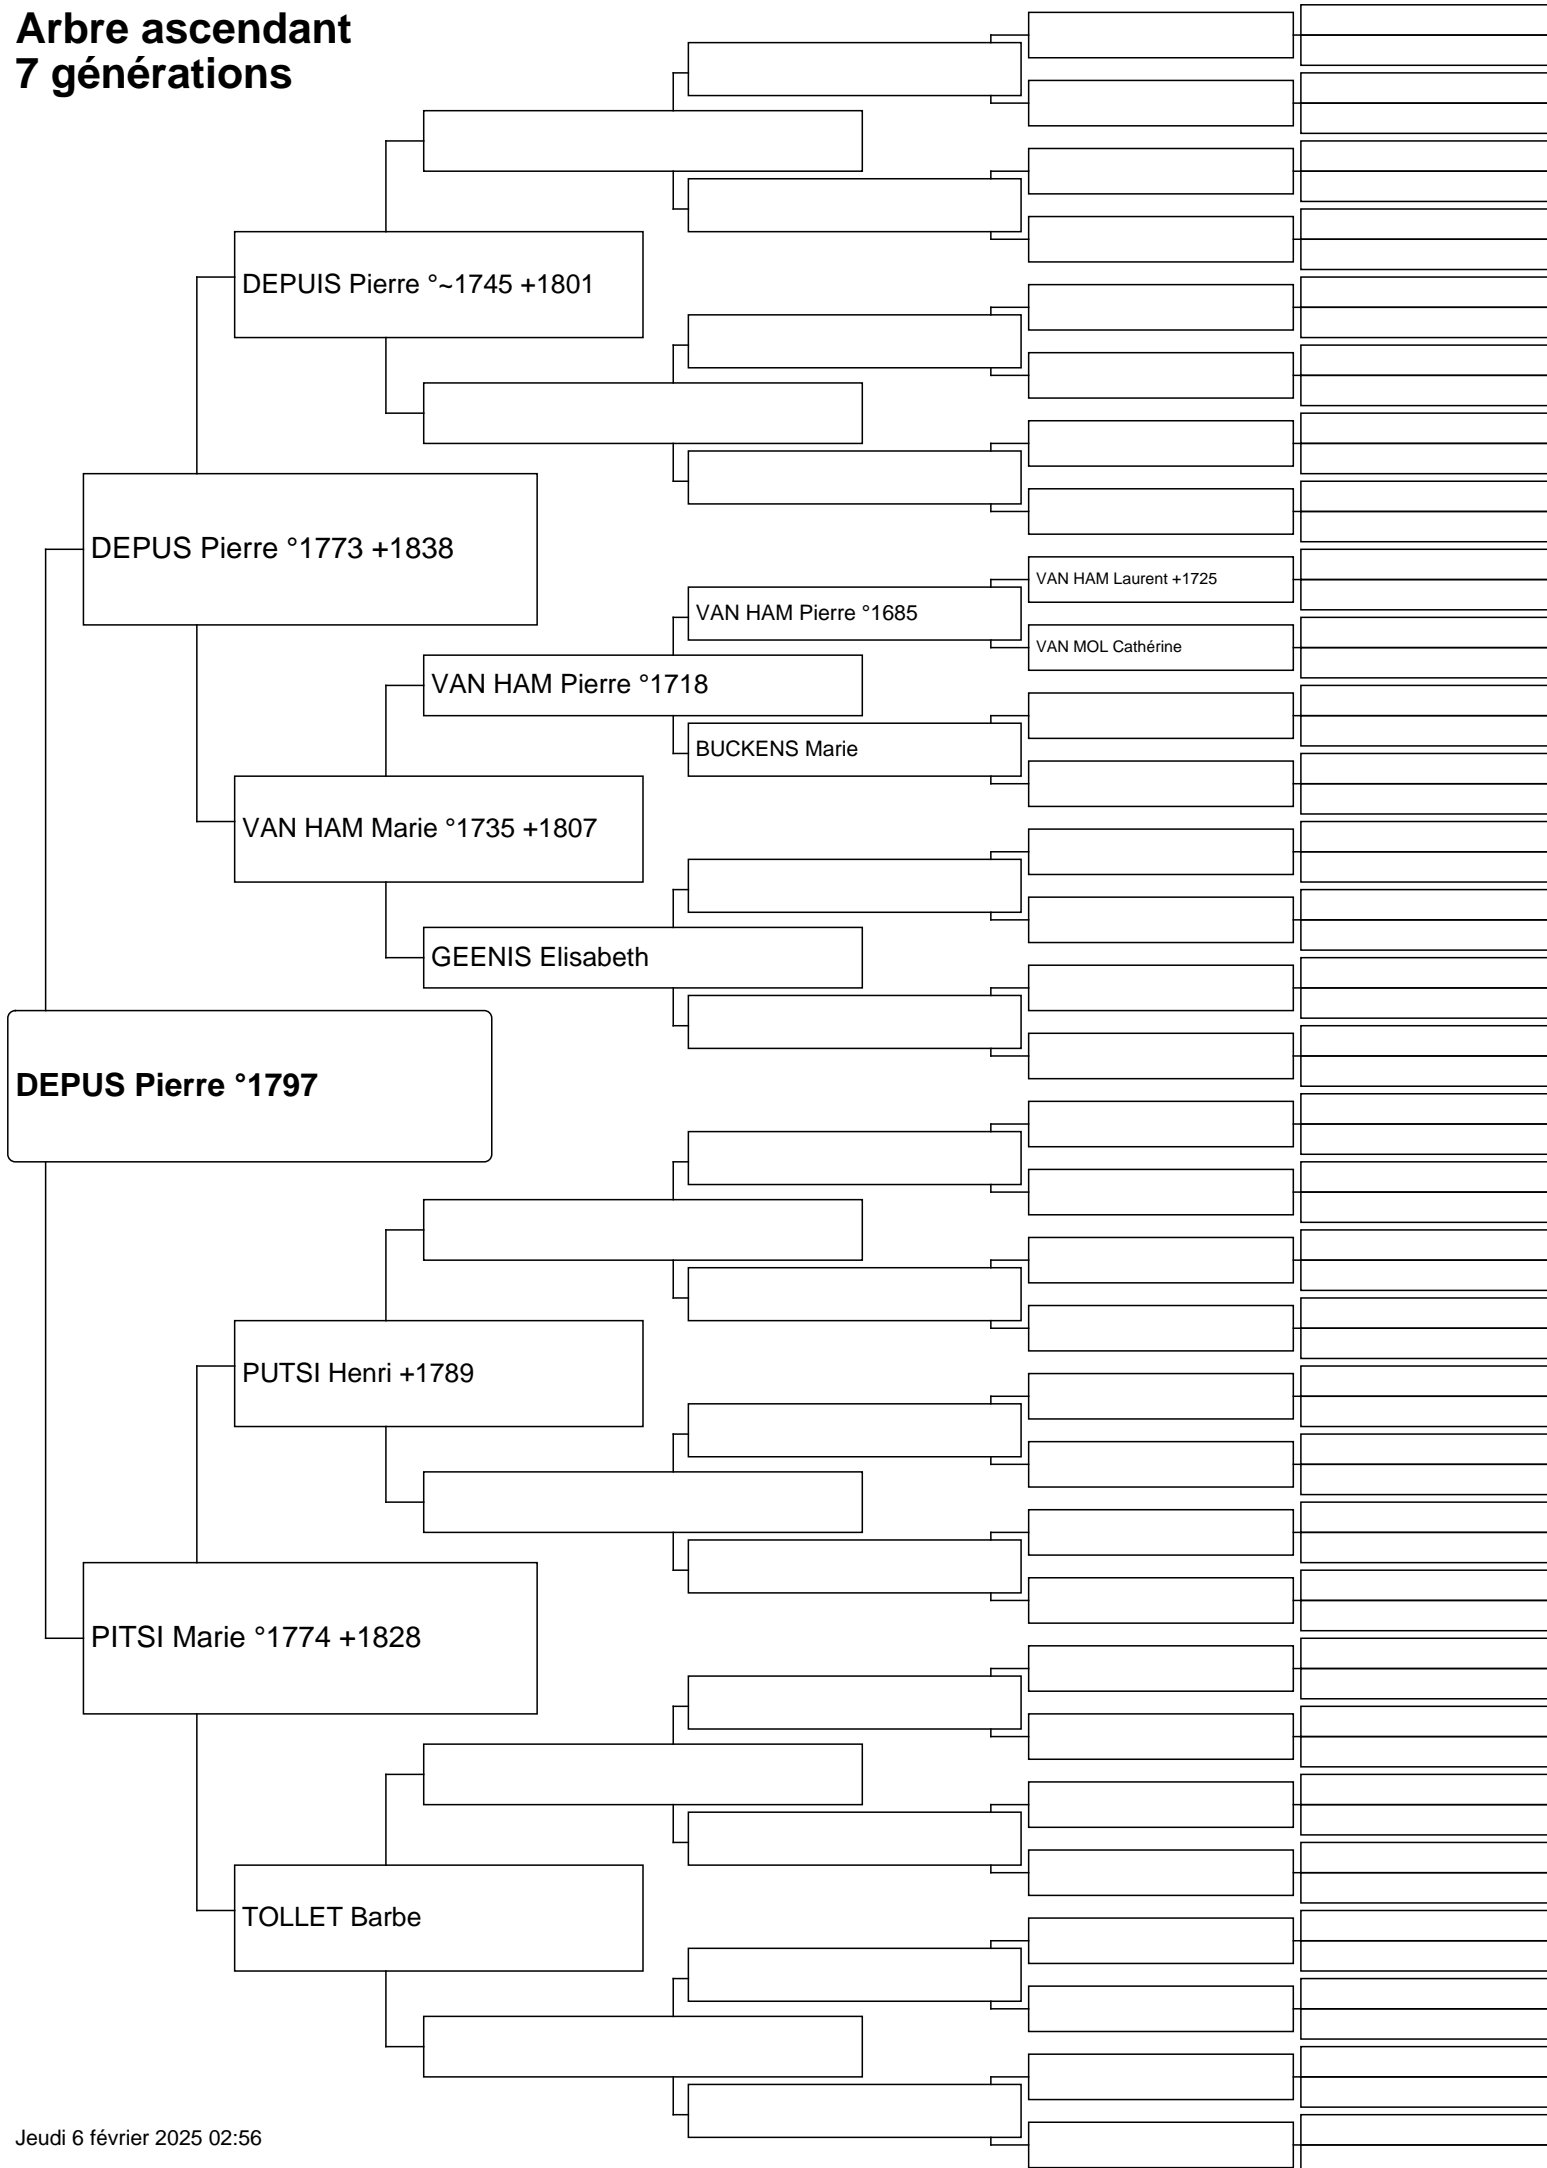 Arbre ascendant
7 générations
DEPUIS Pierre °~1745 +1801
DEPUS Pierre °1773 +1838
VAN HAM Laurent +1725
VAN HAM Pierre °1685
VAN MOL Cathérine
VAN HAM Pierre °1718
BUCKENS Marie
VAN HAM Marie °1735 +1807
GEENIS Elisabeth
DEPUS Pierre °1797
PUTSI Henri +1789
PITSI Marie °1774 +1828
TOLLET Barbe
Jeudi 6 février 2025 02:56